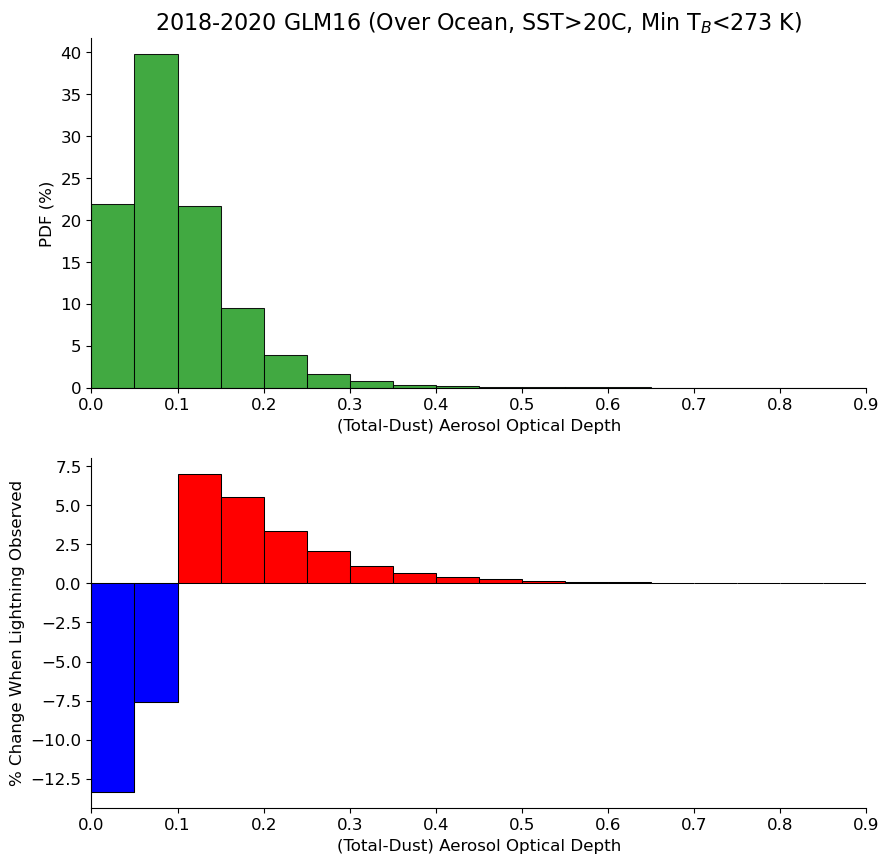 2018-2020 GLM16 (Over Ocean, SST>20C, Min T_B<273 K)
40
35
30
25
20
15
10
5
0
PDF (%)
0.0 0.1 0.2 0.3 0.4 0.5 0.6 0.7 0.8 0.9
(Total-Dust) Aerosol Optical Depth
7.5
5.0
2.5
0.0
−2.5
−5.0
−7.5
−10.0
−12.5
% Change When Lightning Observed
0.0 0.1 0.2 0.3 0.4 0.5 0.6 0.7 0.8 0.9
(Total-Dust) Aerosol Optical Depth